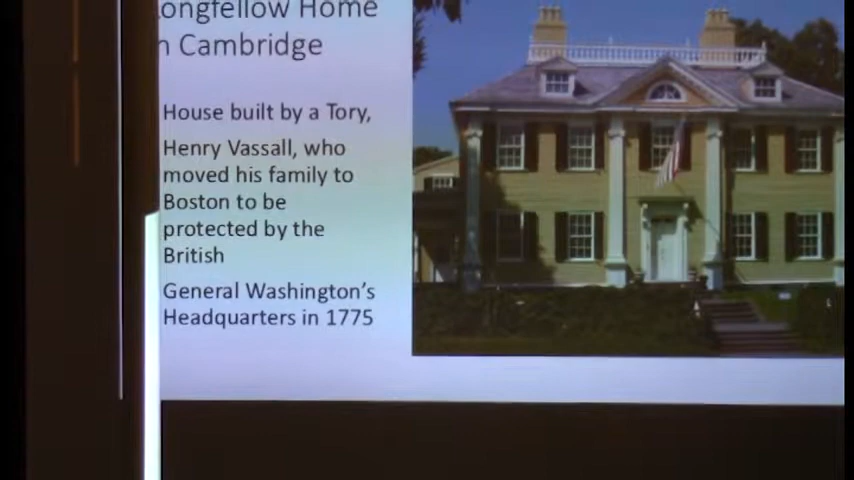 Longfellow Home
n Cambridge
House built by a Tory,
Henry Vassall, who
moved his family to
Boston to be
protected by the
British
General Washington's
Headquarters in 1775